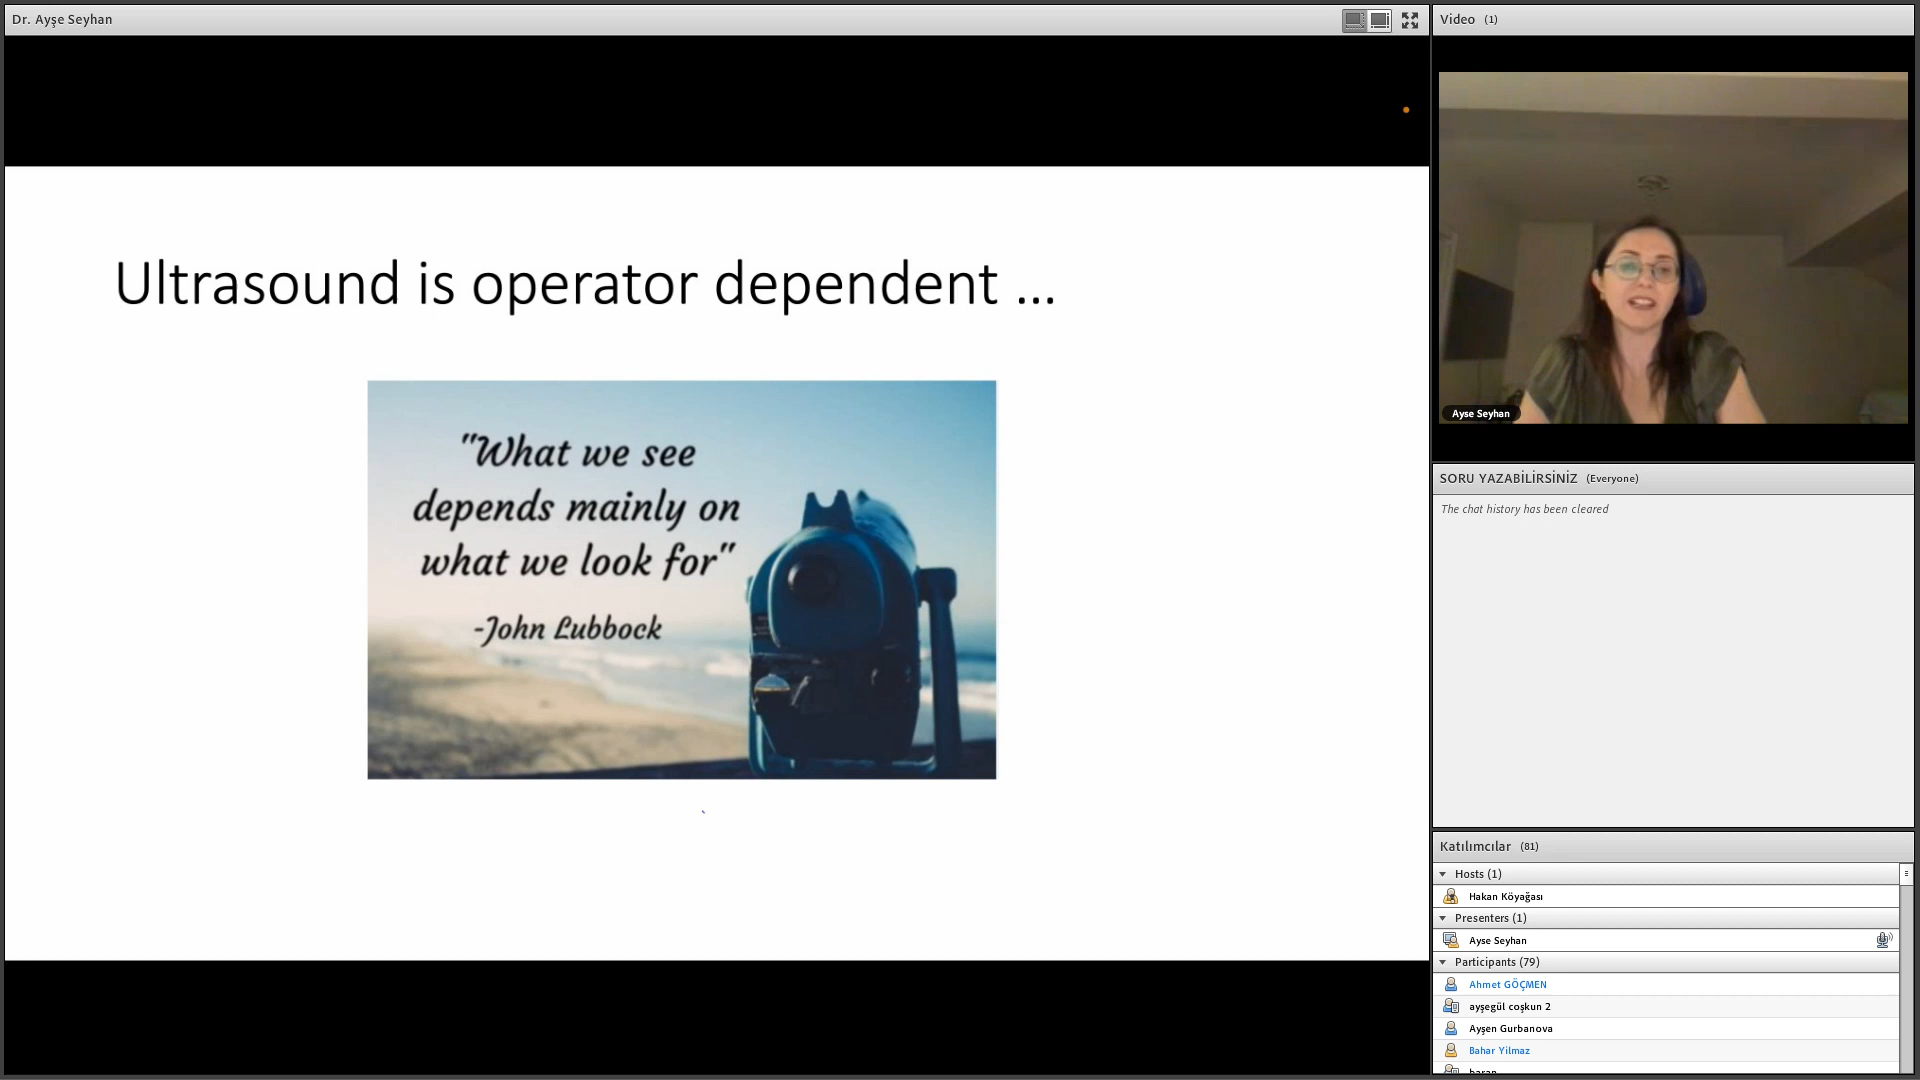 Dr. Ayşe Seyhan
Ultrasound is operator dependent ...
"What we see
depends mainly on
what we look for"
-John Lubbock
Video (1)
Ayse Seyhan
SORU YAZABİLİRSİNİZ (Everyone)
The chat history has been cleared
Katılımcılar (81)
Hosts (1)
Hakan Köyağası
Presenters (1)
Ayse Seyhan
Participants (79)
Ahmet GÖÇMEN
ayşegül coşkun 2
Ayşen Gurbanova
Bahar Yilmaz